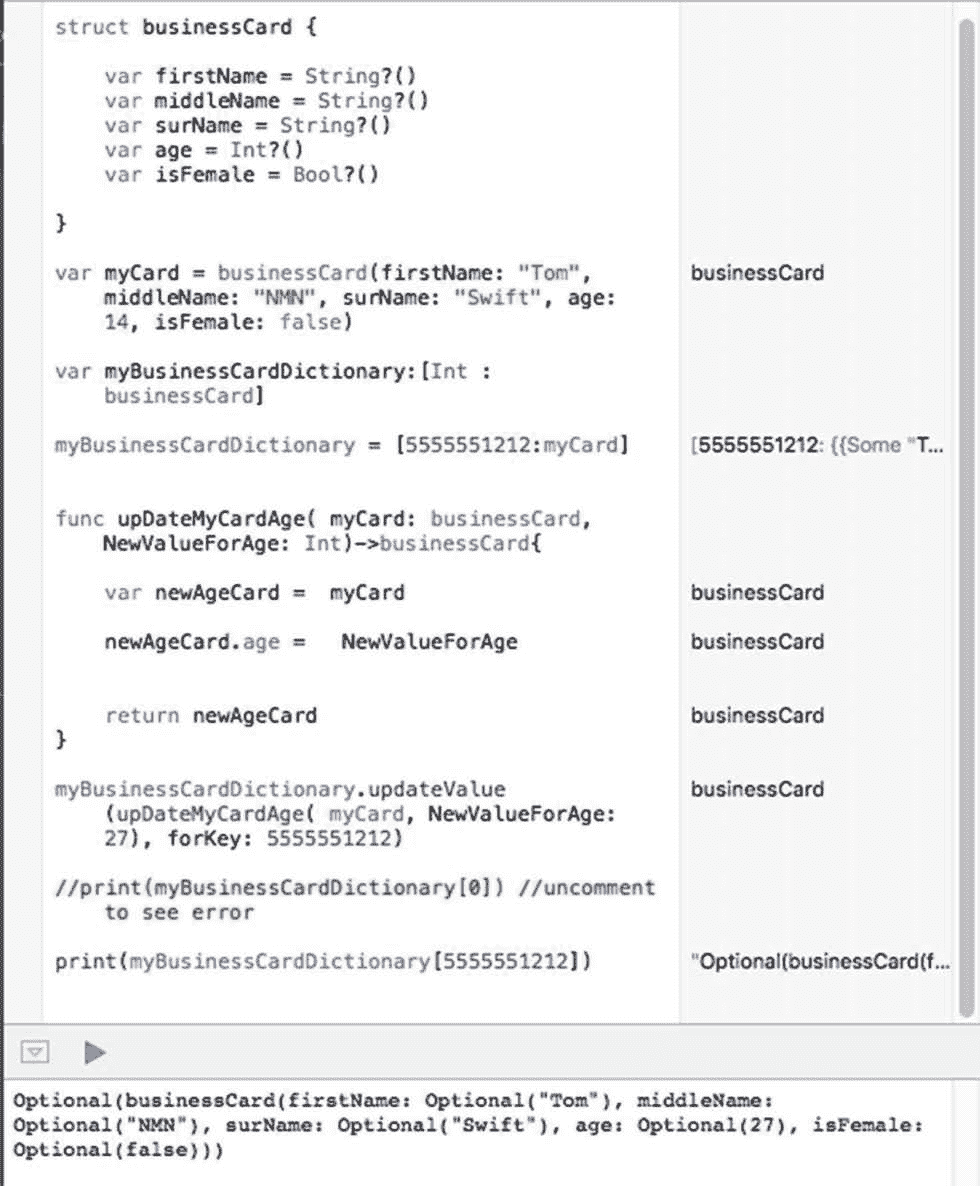 struct businessCard {
var firstName = String?()
var middleName = String?()
var surName = String?()
var age = Int?()
var isFemale = Bool?()
}
var myCard = businessCard(firstName: "Tom",
middleName: "NMN", surName: "Swift", age:
14, isFemale: false)
businessCard
var myBusinessCardDictionary:[Int :
businessCard]
myBusinessCardDictionary = [5555551212:myCard]
[5555551212: {{Some "T...
func upDateMyCardAge( myCard: businessCard,
NewValueForAge: Int)->businessCard{
var newAgeCard =  myCard
businessCard
newAgeCard.age =   NewValueForAge
businessCard
return newAgeCard
businessCard
}
myBusinessCardDictionary.updateValue
(upDateMyCardAge( myCard, NewValueForAge:
27), forKey: 5555551212)
businessCard
//print(myBusinessCardDictionary[0]) //uncomment
to see error
print(myBusinessCardDictionary[5555551212])
"Optional(businessCard(f...
Optional(businessCard(firstName: Optional("Tom"), middleName:
Optional("NMN"), surName: Optional("Swift"), age: Optional(27), isFemale:
Optional(false)))